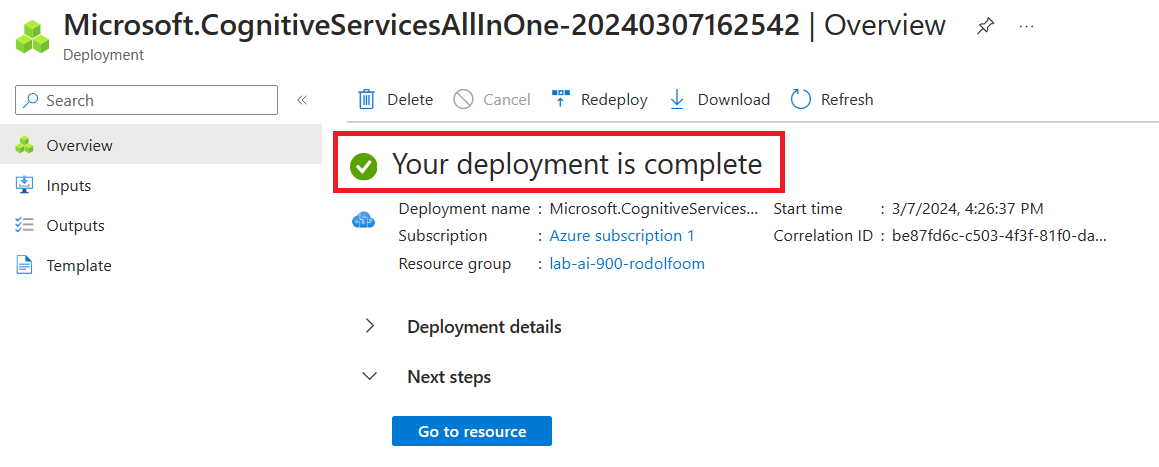 Microsoft.CognitiveServicesAllInOne-20240307162542 | Overview
Deployment
Search
Delete
Cancel
Redeploy
Download
Refresh
Overview
Inputs
Outputs
Template
Your deployment is complete
Deployment name : Microsoft.CognitiveServices... Start time : 3/7/2024, 4:26:37 PM
Subscription : Azure subscription 1 Correlation ID : be87fd6c-c503-4f3f-81f0-da...
Resource group : lab-ai-900-rodolfoom
Deployment details
Next steps
Go to resource